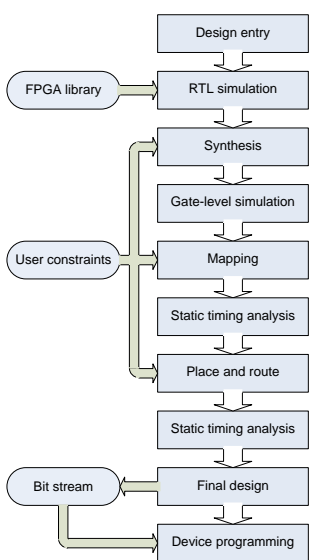 Design entry
FPGA library
RTL simulation
Synthesis
Gate-level simulation
User constraints
Mapping
Static timing analysis
Place and route
Static timing analysis
Bit stream
Final design
Device programming